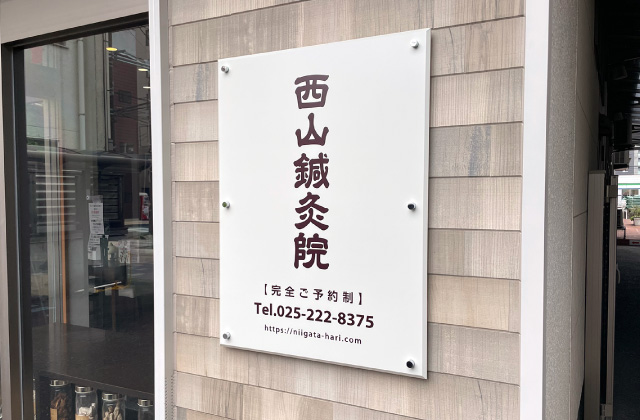 西山鍼灸院
【完全ご予約制】
Tel.025-222-8375
https://niigata-hari.com